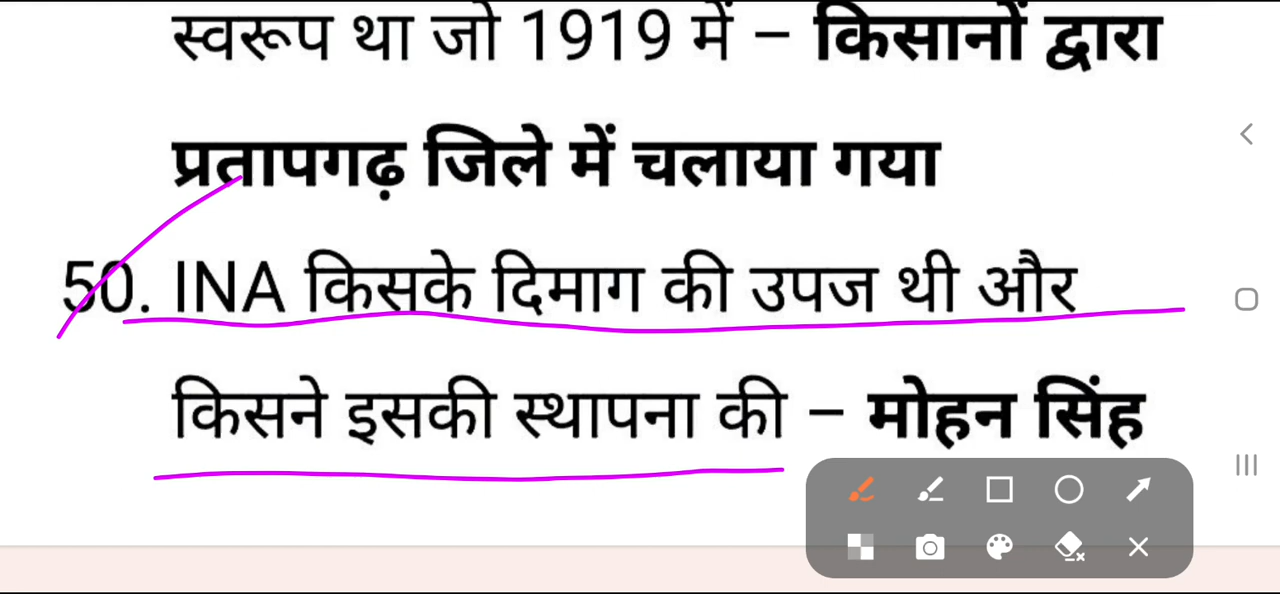 स्वरूप था जो 1919 में – किसानों द्वारा
प्रतापगढ़ जिले में चलाया गया
50. INA किसके दिमाग की उपज थी और
किसने इसकी स्थापना की – मोहन सिंह